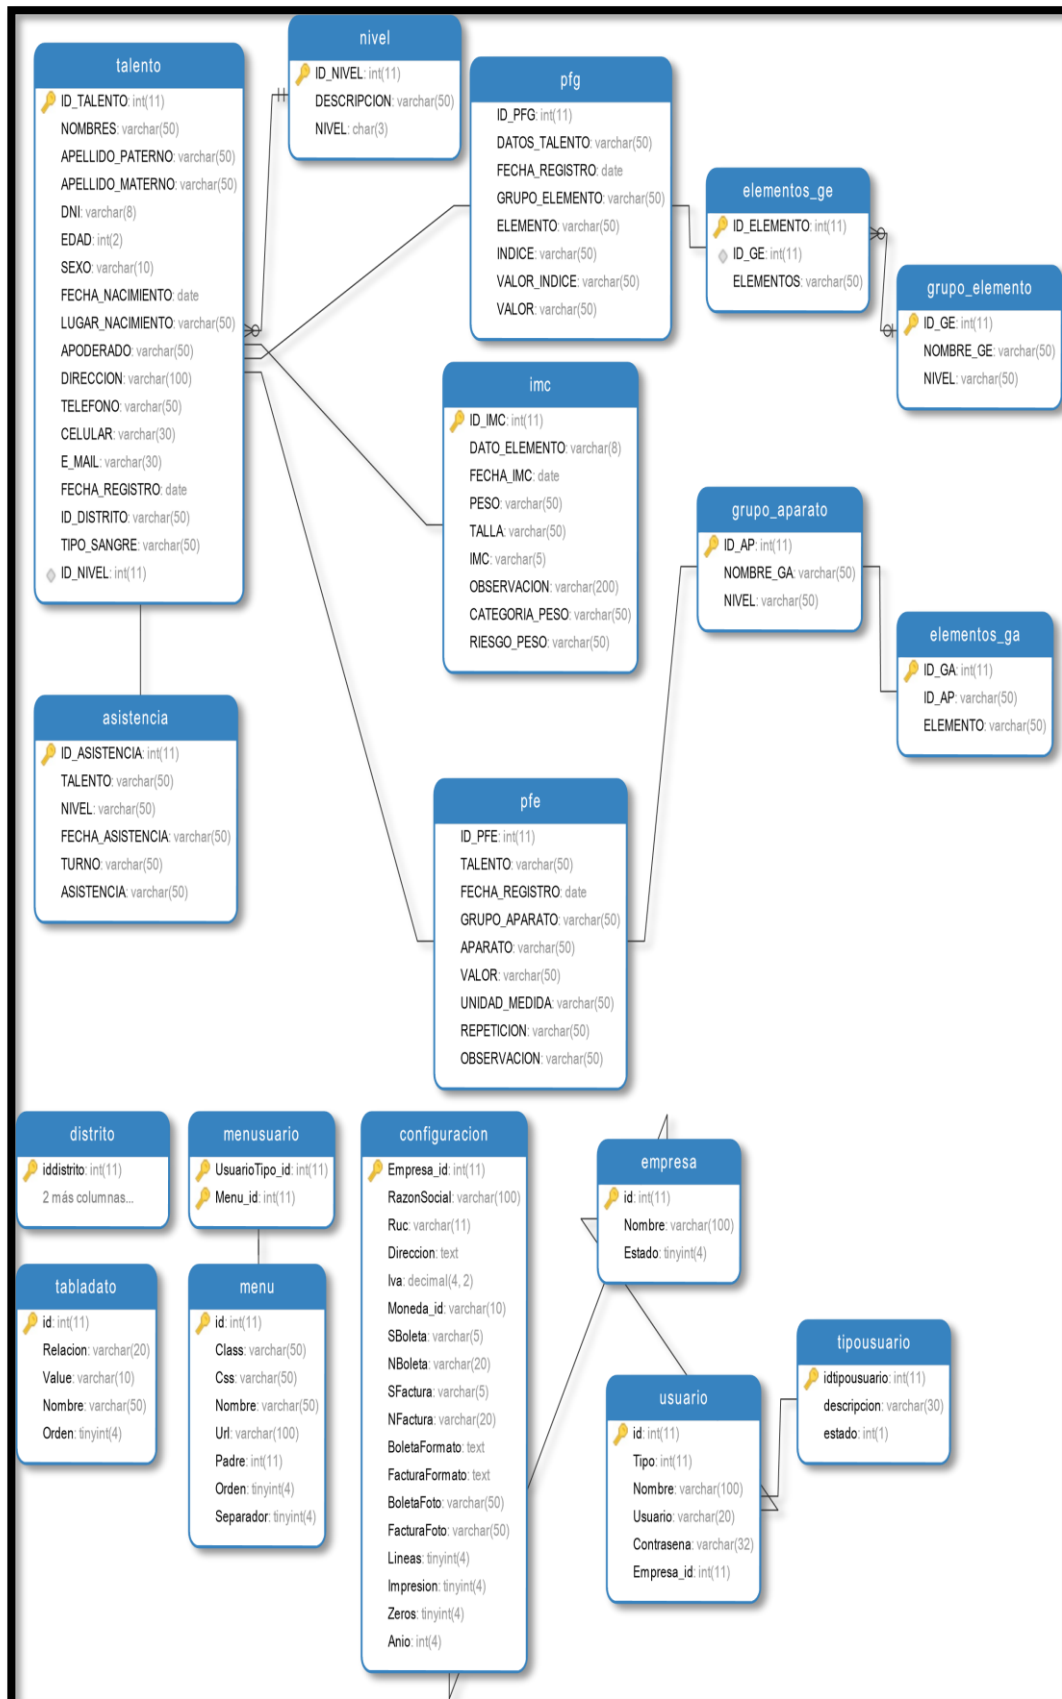 talento
ID_TALENTO: int(11)
NOMBRES: varchar(50)
APELLIDO_PATERNO: varchar(50)
APELLIDO_MATERNO: varchar(50)
DNI: varchar(8)
EDAD: int(2)
SEXO: varchar(10)
FECHA_NACIMIENTO: date
LUGAR_NACIMIENTO: varchar(50)
APODERADO: varchar(50)
DIRECCION: varchar(100)
TELEFONO: varchar(50)
CELULAR: varchar(30)
E_MAIL: varchar(30)
FECHA_REGISTRO: date
ID_DISTRITO: varchar(50)
TIPO_SANGRE: varchar(50)
ID_NIVEL: int(11)
nivel
ID_NIVEL: int(11)
DESCRIPCION: varchar(50)
NIVEL: char(3)
pfg
ID_PFG: int(11)
DATOS_TALENTO: varchar(50)
FECHA_REGISTRO: date
GRUPO_ELEMENTO: varchar(50)
ELEMENTO: varchar(50)
INDICE: varchar(50)
VALOR_INDICE: varchar(50)
VALOR: varchar(50)
elementos_ge
ID_ELEMENTO: int(11)
ID_GE: int(11)
ELEMENTOS: varchar(50)
grupo_elemento
ID_GE: int(11)
NOMBRE_GE: varchar(50)
NIVEL: varchar(50)
imc
ID_IMC: int(11)
DATO_ELEMENTO: varchar(8)
FECHA_IMC: date
PESO: varchar(50)
TALLA: varchar(50)
IMC: varchar(5)
OBSERVACION: varchar(200)
CATEGORIA_PESO: varchar(50)
RIESGO_PESO: varchar(50)
grupo_aparato
ID_AP: int(11)
NOMBRE_GA: varchar(50)
NIVEL: varchar(50)
elementos_ga
ID_GA: int(11)
ID_AP: varchar(50)
ELEMENTO: varchar(50)
asistencia
ID_ASISTENCIA: int(11)
TALENTO: varchar(50)
NIVEL: varchar(50)
FECHA_ASISTENCIA: varchar(50)
TURNO: varchar(50)
ASISTENCIA: varchar(50)
pfe
ID_PFE: int(11)
TALENTO: varchar(50)
FECHA_REGISTRO: date
GRUPO_APARATO: varchar(50)
APARATO: varchar(50)
VALOR: varchar(50)
UNIDAD_MEDIDA: varchar(50)
REPETICION: varchar(50)
OBSERVACION: varchar(50)
distrito
iddistrito: int(11)
2 más columnas...
menusuario
UsuarioTipo_id: int(11)
Menu_id: int(11)
configuracion
Empresa_id: int(11)
RazonSocial: varchar(100)
Ruc: varchar(11)
Direccion: text
Iva: decimal(4, 2)
Moneda_id: varchar(10)
SBoleta: varchar(5)
NBoleta: varchar(20)
SFactura: varchar(5)
NFactura: varchar(20)
BoletaFormato: text
FacturaFormato: text
BoletaFoto: varchar(50)
FacturaFoto: varchar(50)
Lineas: tinyint(4)
Impresion: tinyint(4)
Zeros: tinyint(4)
Anio: int(4)
empresa
id: int(11)
Nombre: varchar(100)
Estado: tinyint(4)
tabladato
id: int(11)
Relacion: varchar(20)
Value: varchar(10)
Nombre: varchar(50)
Orden: tinyint(4)
menu
id: int(11)
Class: varchar(50)
Css: varchar(50)
Nombre: varchar(50)
Url: varchar(100)
Padre: int(11)
Orden: tinyint(4)
Separador: tinyint(4)
usuario
id: int(11)
Tipo: int(11)
Nombre: varchar(100)
Usuario: varchar(20)
Contrasena: varchar(32)
Empresa_id: int(11)
tipousuario
idtipousuario: int(11)
descripcion: varchar(30)
estado: int(1)